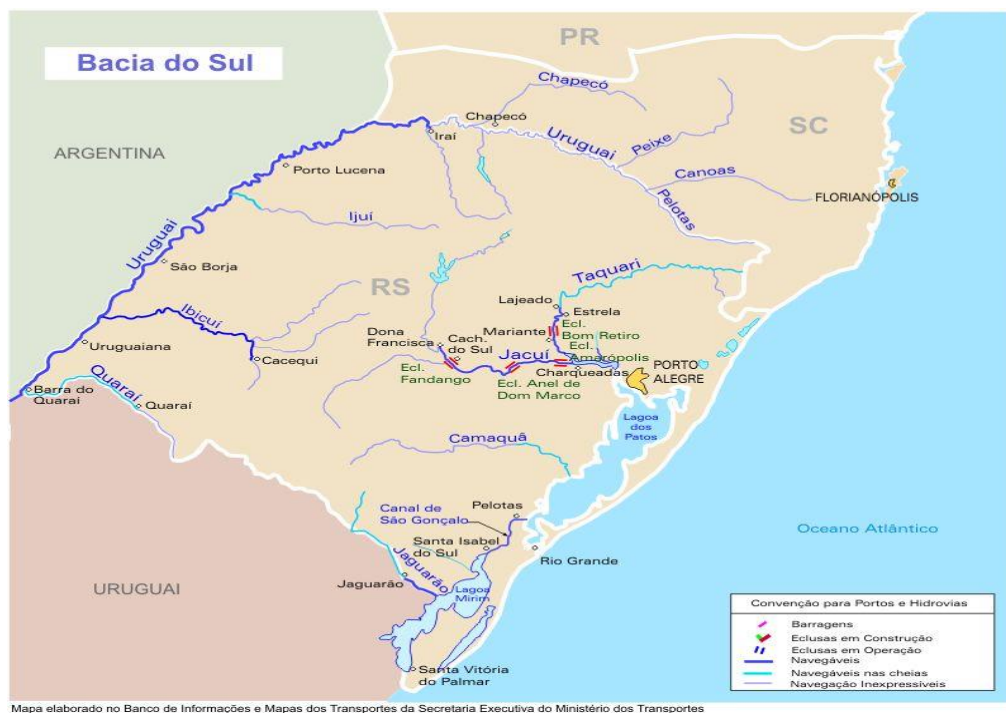 Bacia do Sul
PR
SC
RS
ARGENTINA
URUGUAI
Chapecó
Chapecó
Iraí
Uruguai
Peixe
Canoas
Pelotas
FLORIANÓPOLIS
Porto Lucena
Ijuí
Uruguai
São Borja
Ibicuí
Cacequi
Uruguaiana
Quaraí
Barra do
Quaraí
Quaraí
Taquari
Lajeado
Estrela
Mariante
Ecl.
Bom Retiro
Ecl.
Amarópolis
Dona
Francisca
Cach.
do Sul
Jacuí
Ecl.
Fandango
Ecl. Anel de
Dom Marco
Charqueadas
PORTO
ALEGRE
Lagoa
dos
Patos
Camaquã
Canal de
São Gonçalo
Pelotas
Santa Isabel
do Sul
Rio Grande
Jaguarão
Jaguarão
Lagoa
Mirim
Santa Vitória
do Palmar
Oceano Atlântico
Convenção para Portos e Hidrovias
Barragens
Eclusas em Construção
Eclusas em Operação
Navegáveis
Navegáveis nas cheias
Navegação Inexpressíveis
Mapa elaborado no Banco de Informações e Mapas dos Transportes da Secretaria Executiva do Ministério dos Transportes